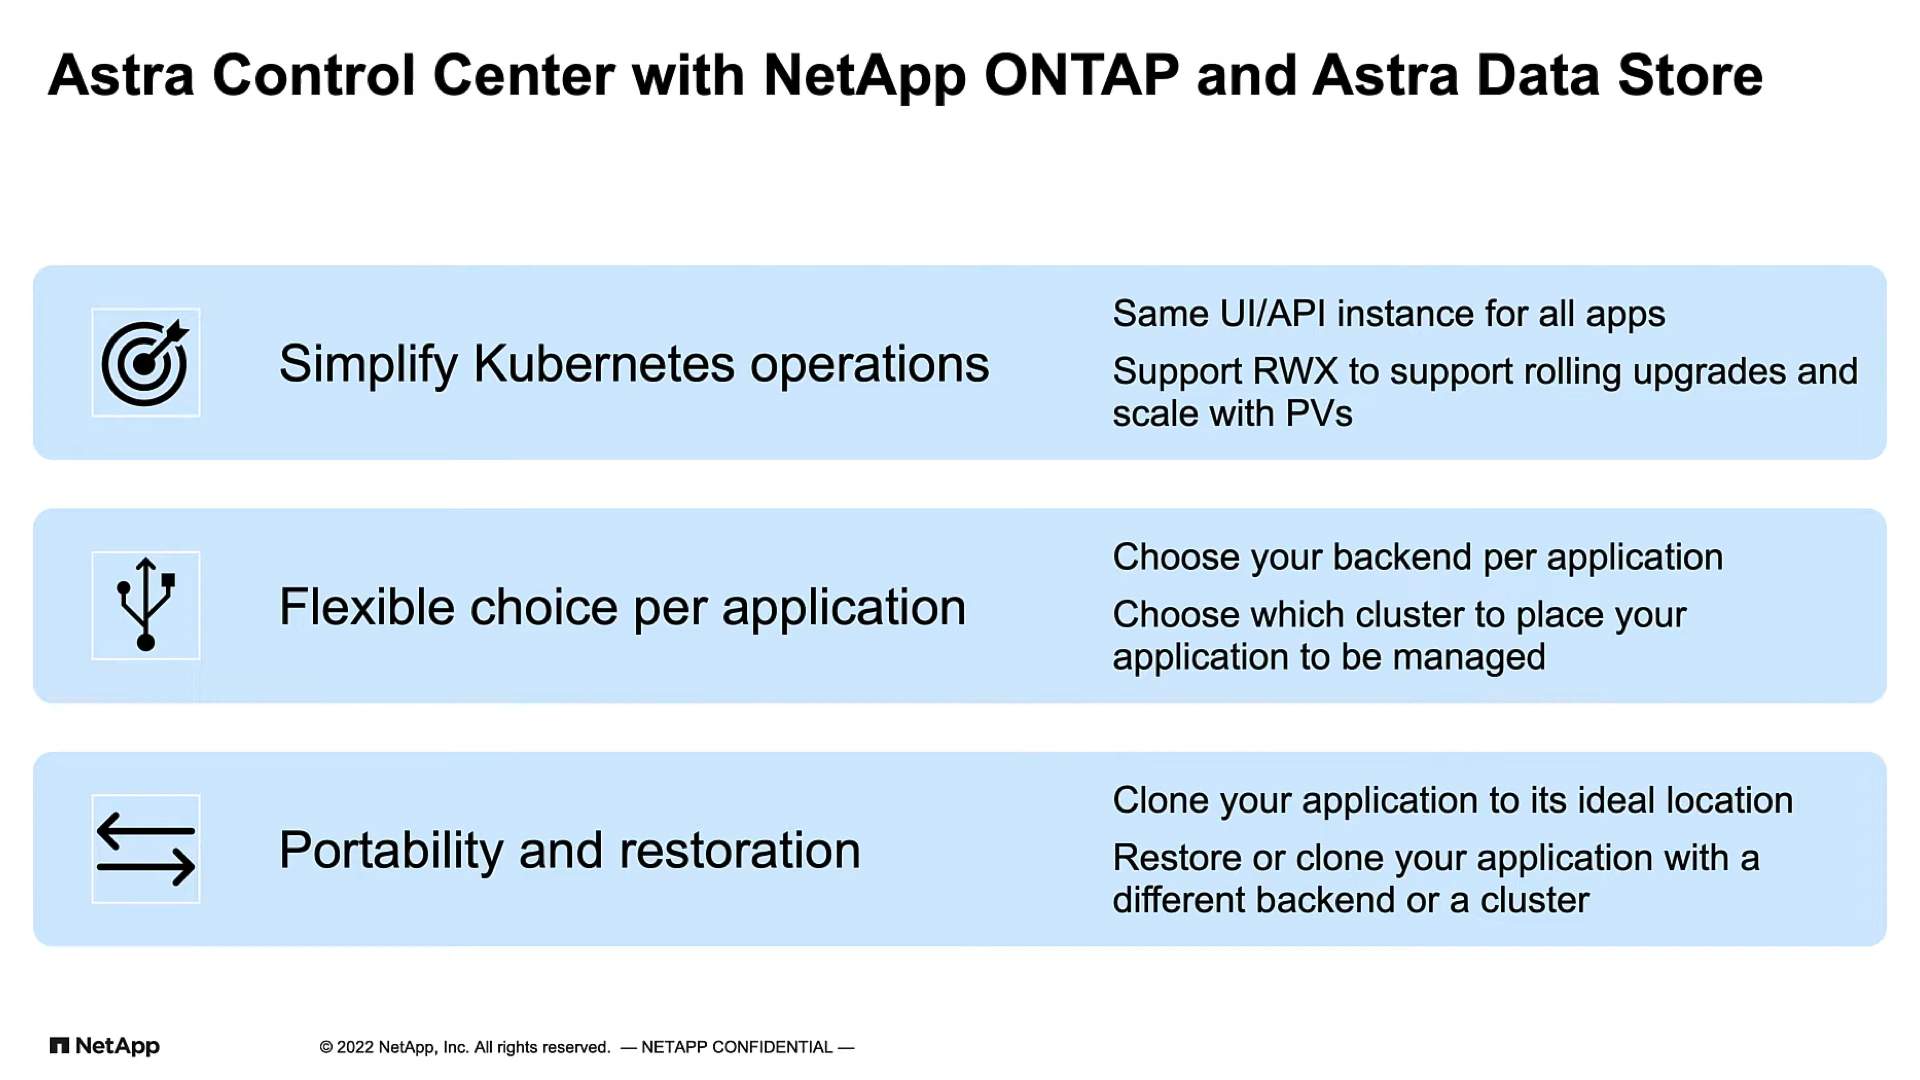 Astra Control Center with NetApp ONTAP and Astra Data Store
Simplify Kubernetes operations
Same UI/API instance for all apps
Support RWX to support rolling upgrades and
scale with PVs
Flexible choice per application
Choose your backend per application
Choose which cluster to place your
application to be managed
Portability and restoration
Clone your application to its ideal location
Restore or clone your application with a
different backend or a cluster
NetApp
© 2022 NetApp, Inc. All rights reserved. — NETAPP CONFIDENTIAL —